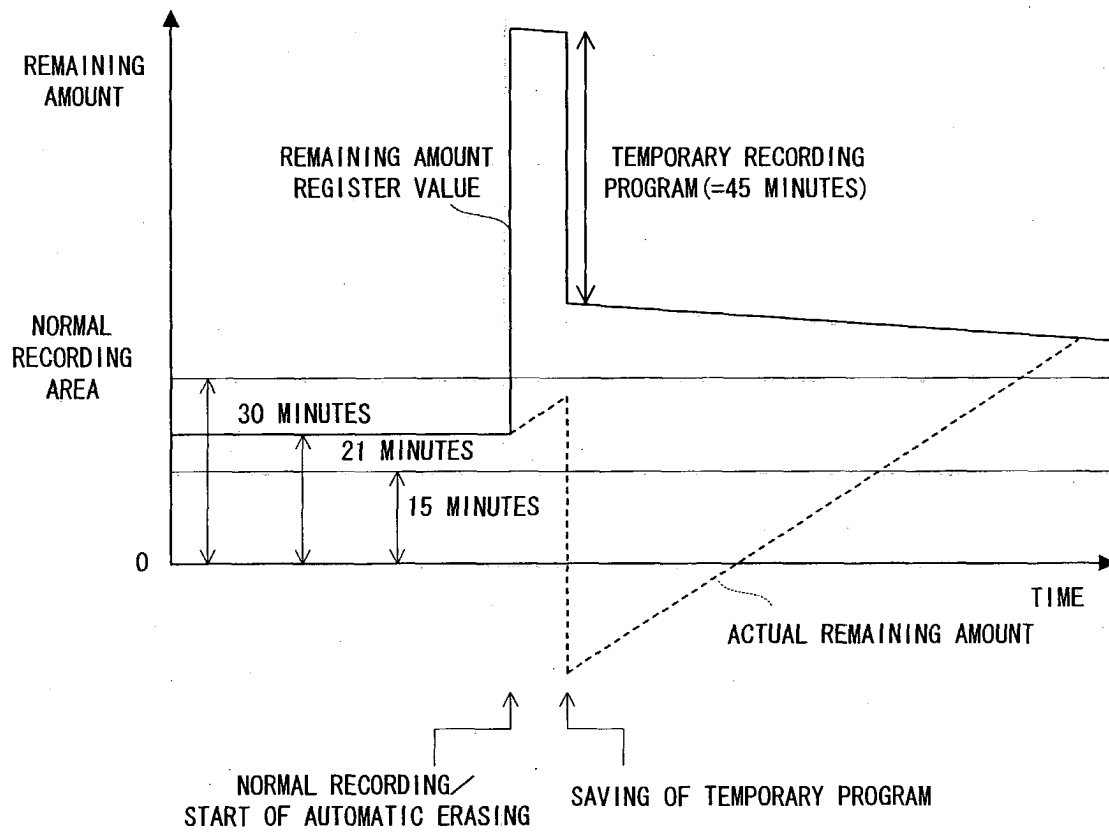 REMAINING
AMOUNT
REMAINING AMOUNT
REGISTER VALUE
TEMPORARY RECORDING
PROGRAM(=45 MINUTES)
NORMAL
RECORDING
AREA
30 MINUTES
21 MINUTES
15 MINUTES
0
TIME
ACTUAL REMAINING AMOUNT
NORMAL RECORDING/
START OF AUTOMATIC ERASING
SAVING OF TEMPORARY PROGRAM